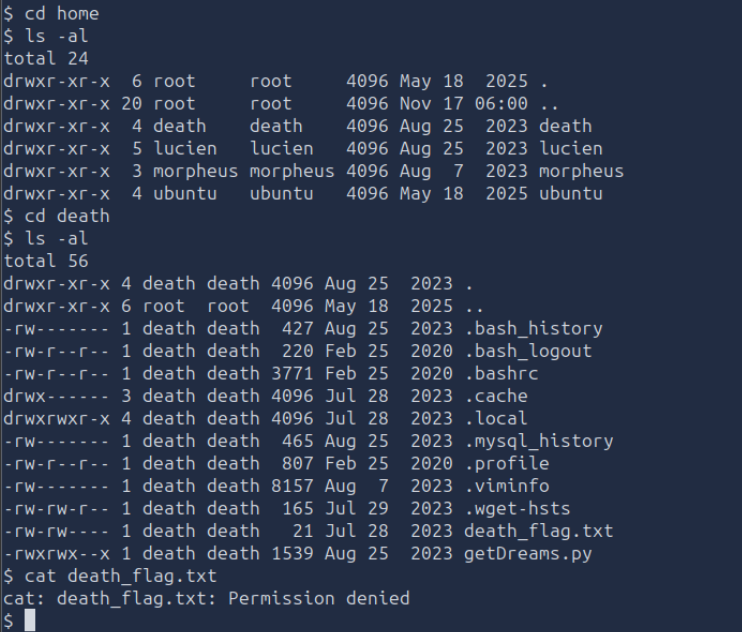 $ cd home
$ ls -al
total 24
drwxr-xr-x  6 root     root     4096 May 18  2025 .
drwxr-xr-x 20 root     root     4096 Nov 17 06:00 ..
drwxr-xr-x  4 death    death    4096 Aug 25  2023 death
drwxr-xr-x  5 lucien   lucien   4096 Aug 25  2023 lucien
drwxr-xr-x  3 morpheus morpheus 4096 Aug  7  2023 morpheus
drwxr-xr-x  4 ubuntu   ubuntu   4096 May 18  2025 ubuntu
$ cd death
$ ls -al
total 56
drwxr-xr-x 4 death death 4096 Aug 25  2023 .
drwxr-xr-x 6 root  root  4096 May 18  2025 ..
-rw------- 1 death death  427 Aug 25  2023 .bash_history
-rw-r--r-- 1 death death  220 Feb 25  2020 .bash_logout
-rw-r--r-- 1 death death 3771 Feb 25  2020 .bashrc
drwx------ 3 death death 4096 Jul 28  2023 .cache
drwxrwxr-x 4 death death 4096 Jul 28  2023 .local
-rw------- 1 death death  465 Aug 25  2023 .mysql_history
-rw-r--r-- 1 death death  807 Feb 25  2020 .profile
-rw------- 1 death death 8157 Aug  7  2023 .viminfo
-rw-rw-r-- 1 death death  165 Jul 29  2023 .wget-hsts
-rw-rw---- 1 death death   21 Jul 28  2023 death_flag.txt
-rwxrwx--x 1 death death 1539 Aug 25  2023 getDreams.py
$ cat death_flag.txt
cat: death_flag.txt: Permission denied
$